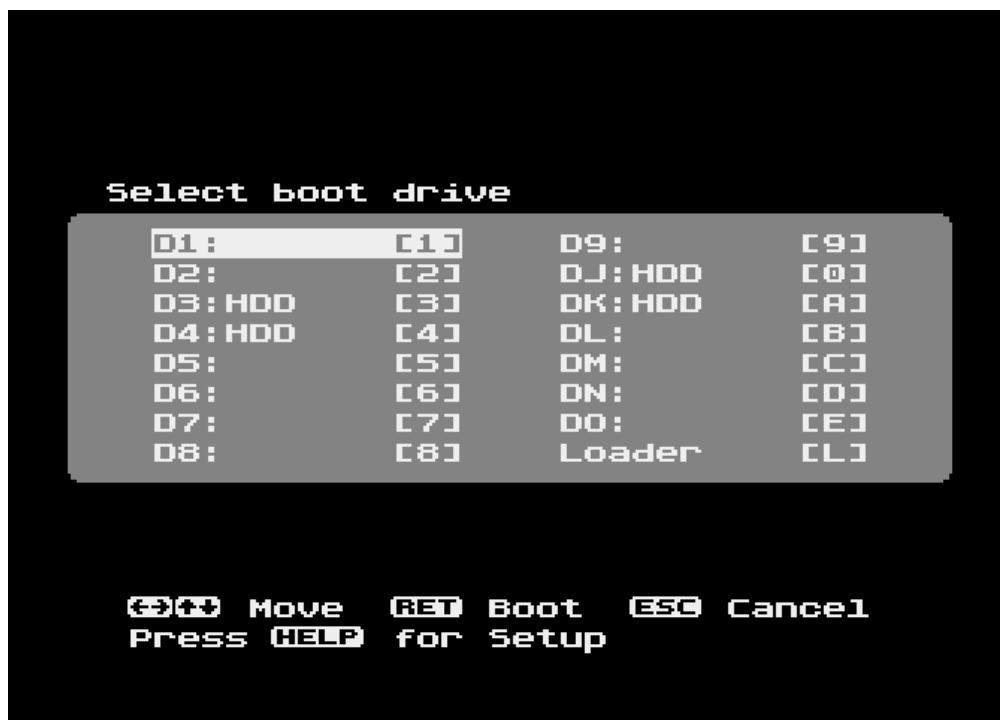 Select boot drive
D1: [1] D9: [9]
D2: [2] DJ:HDD [0]
D3:HDD [3] DK:HDD [A]
D4:HDD [4] DL: [B]
D5: [5] DM: [C]
D6: [6] DN: [D]
D7: [7] DO: [E]
D8: [8] Loader [L]
←→↑↓ Move RET Boot ESC Cancel
Press HELP for Setup